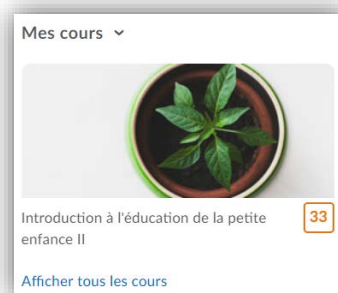 Mes cours
Introduction à l'éducation de la petite
33
enfance II
Afficher tous les cours